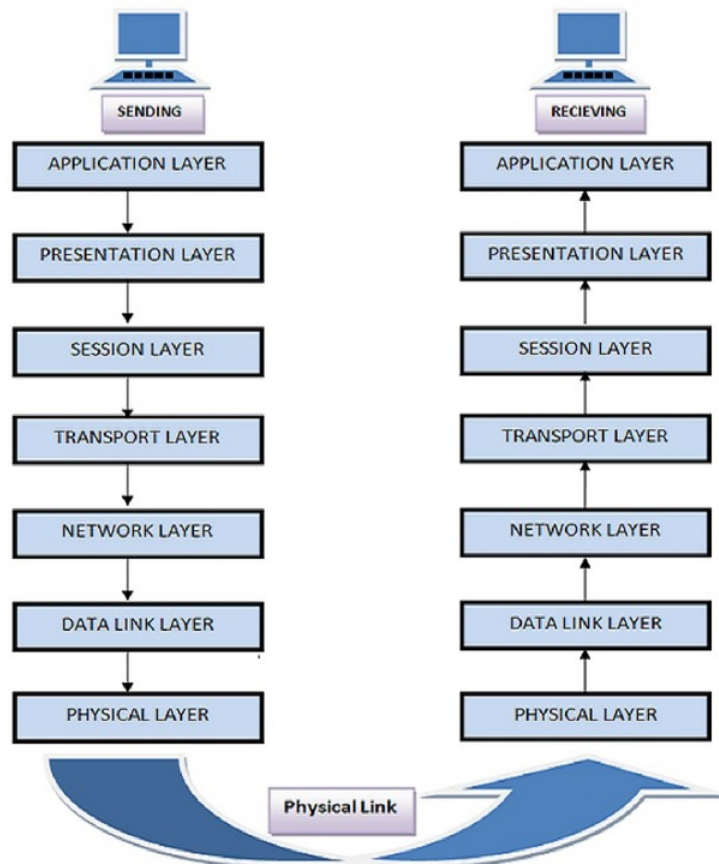 SENDING
APPLICATION LAYER
PRESENTATION LAYER
SESSION LAYER
TRANSPORT LAYER
NETWORK LAYER
DATA LINK LAYER
PHYSICAL LAYER
RECIEVING
APPLICATION LAYER
PRESENTATION LAYER
SESSION LAYER
TRANSPORT LAYER
NETWORK LAYER
DATA LINK LAYER
PHYSICAL LAYER
Physical Link